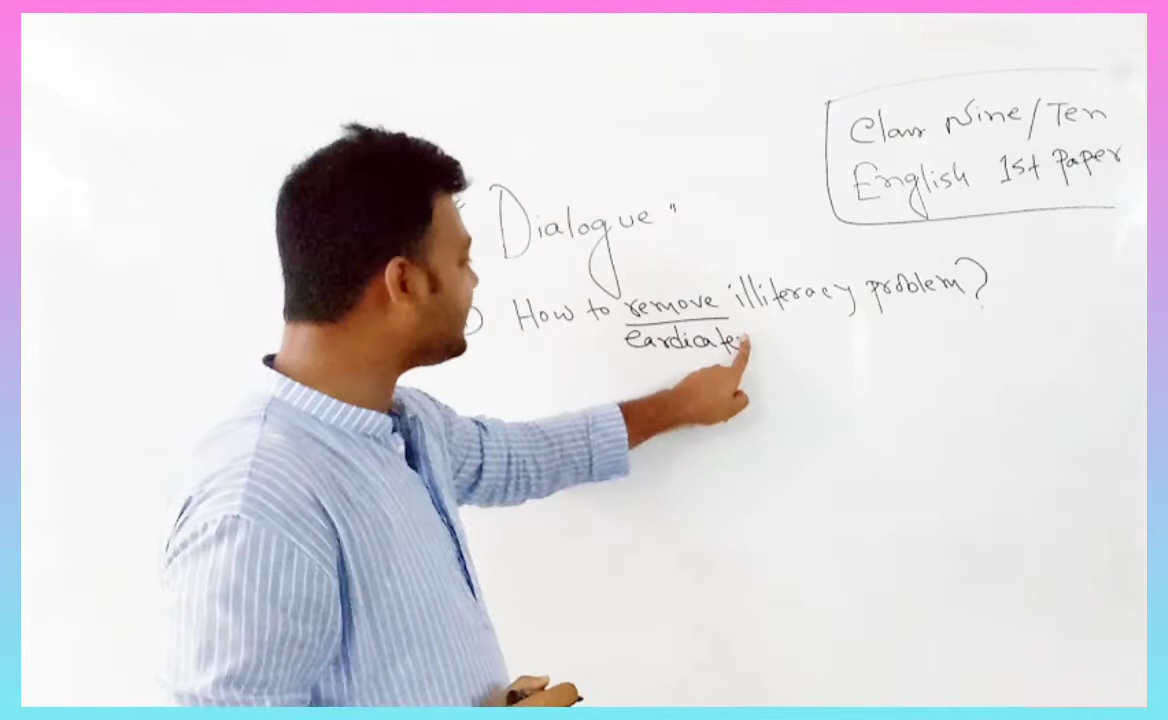 Class Nine/Ten
English 1st Paper
"Dialogue"
How to remove illiteracy problem?
eardicate